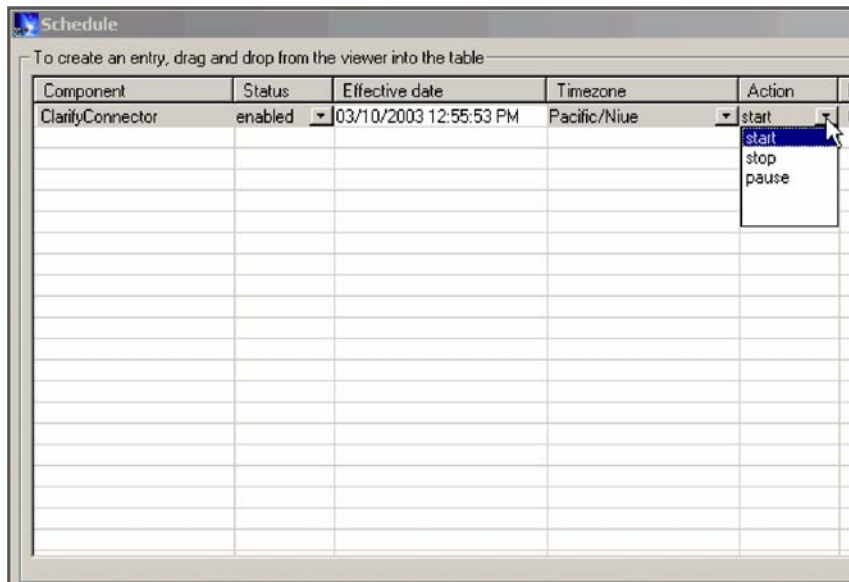 Schedule
To create an entry, drag and drop from the viewer into the table
Component Status Effective date Timezone Action
ClarifyConnector enabled 03/10/2003 12:55:53 PM Pacific/Niue start
start
stop
pause